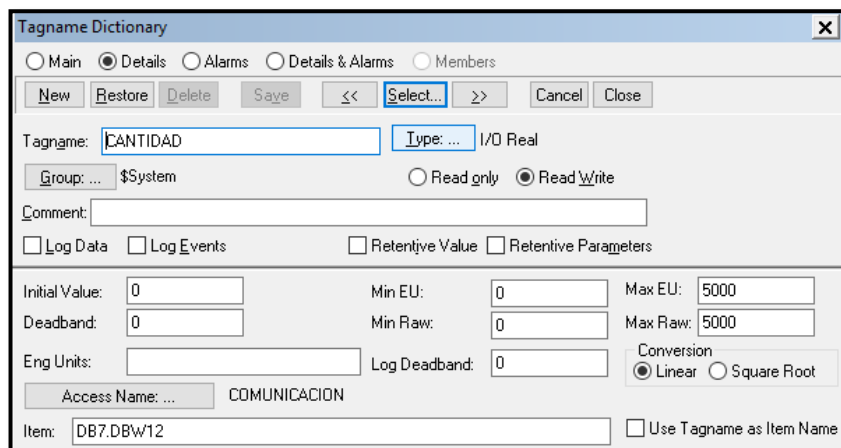 Tagname Dictionary
Main Details Alarms Details & Alarms Members
New Restore Delete Save << Select... >> Cancel Close
Tagname: CANTIDAD Type: ... I/O Real
Group: ... $System Read only Read Write
Comment:
Log Data Log Events Retentive Value Retentive Parameters
Initial Value: 0 Min EU: 0 Max EU: 5000
Deadband: 0 Min Raw: 0 Max Raw: 5000
Eng Units: Log Deadband: 0 Conversion
Linear Square Root
Access Name: ... COMUNICACION
Item: DB7.DBW12 Use Tagname as Item Name